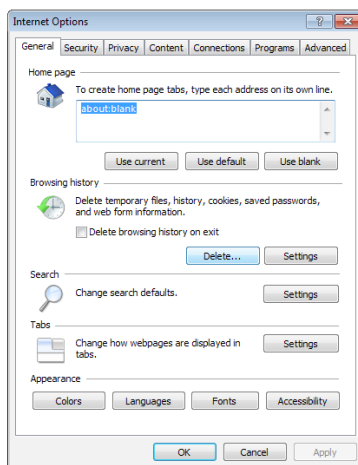 Internet Options
General Security Privacy Content Connections Programs Advanced
Home page
To create home page tabs, type each address on its own line.
about:blank
Use current Use default Use blank
Browsing history
Delete temporary files, history, cookies, saved passwords,
and web form information.
Delete browsing history on exit
Delete... Settings
Search
Change search defaults. Settings
Tabs
Change how webpages are displayed in
tabs.
Settings
Appearance
Colors Languages Fonts Accessibility
OK Cancel Apply